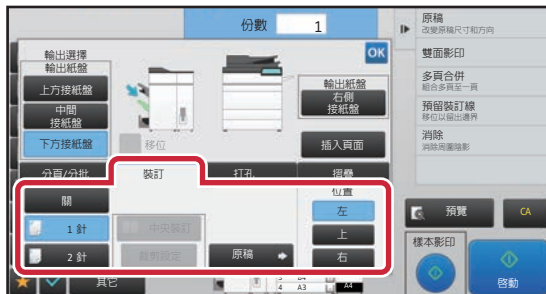 份數 1
OK
輸出選擇
輸出紙盤
上方接紙盤
中間
接紙盤
下方接紙盤
移位
輸出紙盤
右側
接紙盤
插入頁面
分頁/分批
裝訂
打孔
摺疊
關
1 針
2 針
中央裝訂
裁剪設定
原稿
位置
左
上
右
其它
4 A3
A4
原稿
改變原稿尺寸和方向
雙面影印
多頁合併
組合多頁至一頁
預留裝訂線
移位以留出邊界
消除
消除周圍陰影
預覽
CA
樣本影印
啓動